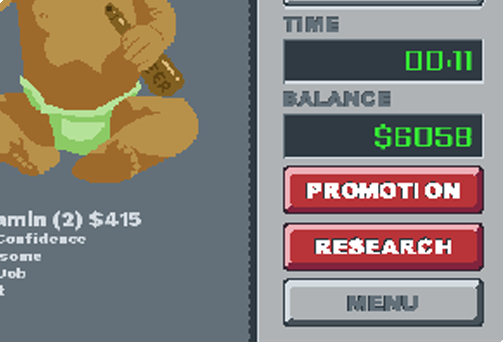 TIME
00:11
BALANCE
$6058
PROMOTION
RESEARCH
MENU
amin (2) $415
Confidence
some
Job
t